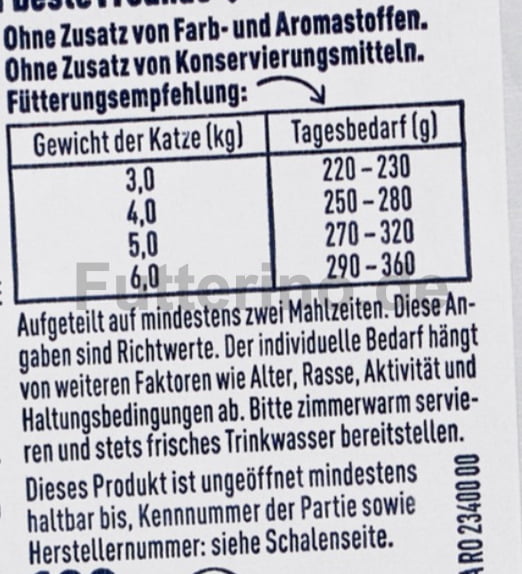 Ohne Zusatz von Farb- und Aromastoffen.
Ohne Zusatz von Konservierungsmitteln.
Fütterungsempfehlung:
Gewicht der Katze (kg) Tagesbedarf (g)
3,0 220 – 230
4,0 250 – 280
5,0 270 – 320
6,0 290 – 360
Futterino.de
Aufgeteilt auf mindestens zwei Mahlzeiten. Diese An-
gaben sind Richtwerte. Der individuelle Bedarf hängt
von weiteren Faktoren wie Alter, Rasse, Aktivität und
Haltungsbedingungen ab. Bitte zimmerwarm servie-
ren und stets frisches Trinkwasser bereitstellen.
Dieses Produkt ist ungeöffnet mindestens
haltbar bis, Kennnummer der Partie sowie
Herstellernummer: siehe Schalenseite.
RO 23400 00